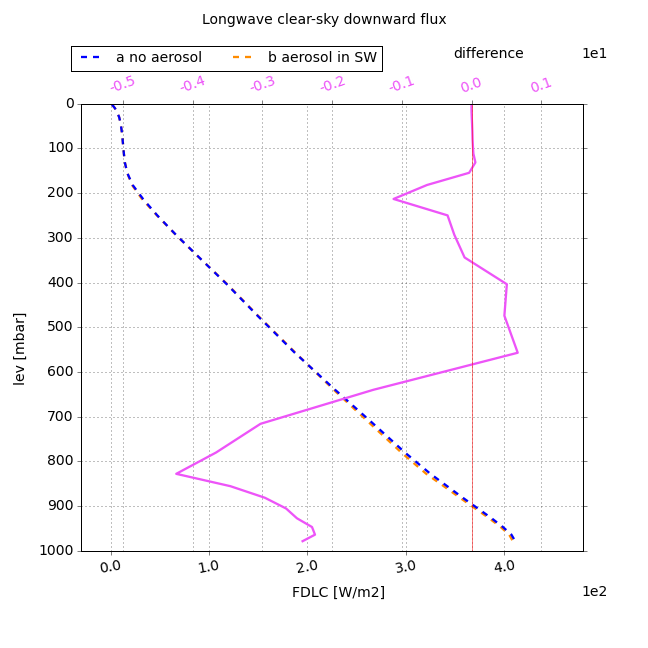 Longwave clear-sky downward flux
a no aerosol b aerosol in SW difference 1e1
-0.5 -0.4 -0.3 -0.2 -0.1 0.0 0.1
0
100
200
300
400
500
600
700
800
900
1000
lev [mbar]
0.0 1.0 2.0 3.0 4.0
FDLC [W/m2] 1e2